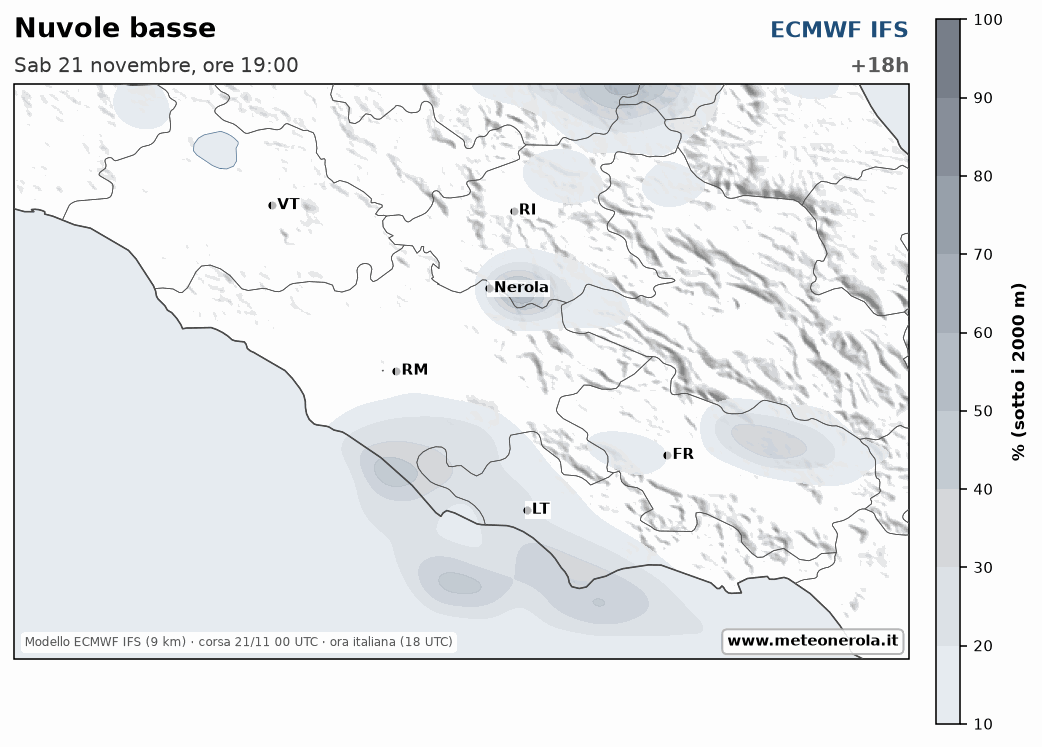 Nuvole basse
ECMWF IFS
Sab 21 novembre, ore 19:00
+18h
VT
RI
Nerola
RM
FR
LT
Modello ECMWF IFS (9 km) · corsa 21/11 00 UTC · ora italiana (18 UTC)
www.meteonerola.it
100
90
80
70
60
50
40
30
20
10
% (sotto i 2000 m)